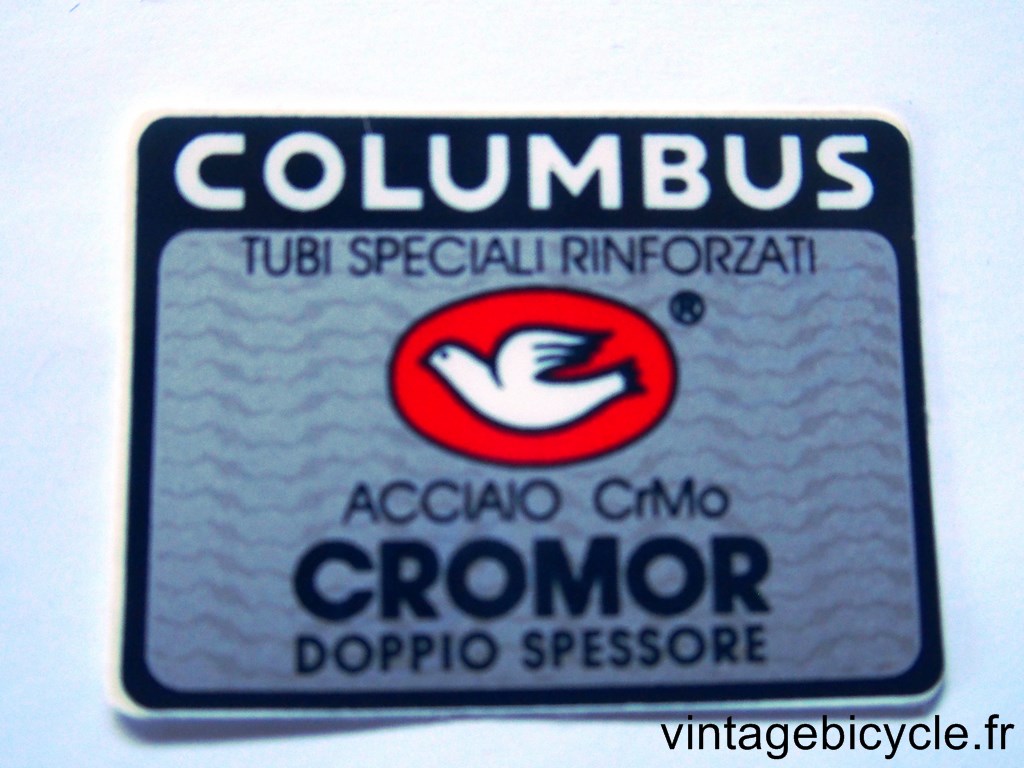 COLUMBUS
TUBI SPECIALI RINFORZATI
®
ACCIAIO CrMo
CROMOR
DOPPIO SPESSORE
vintagebicycle.fr